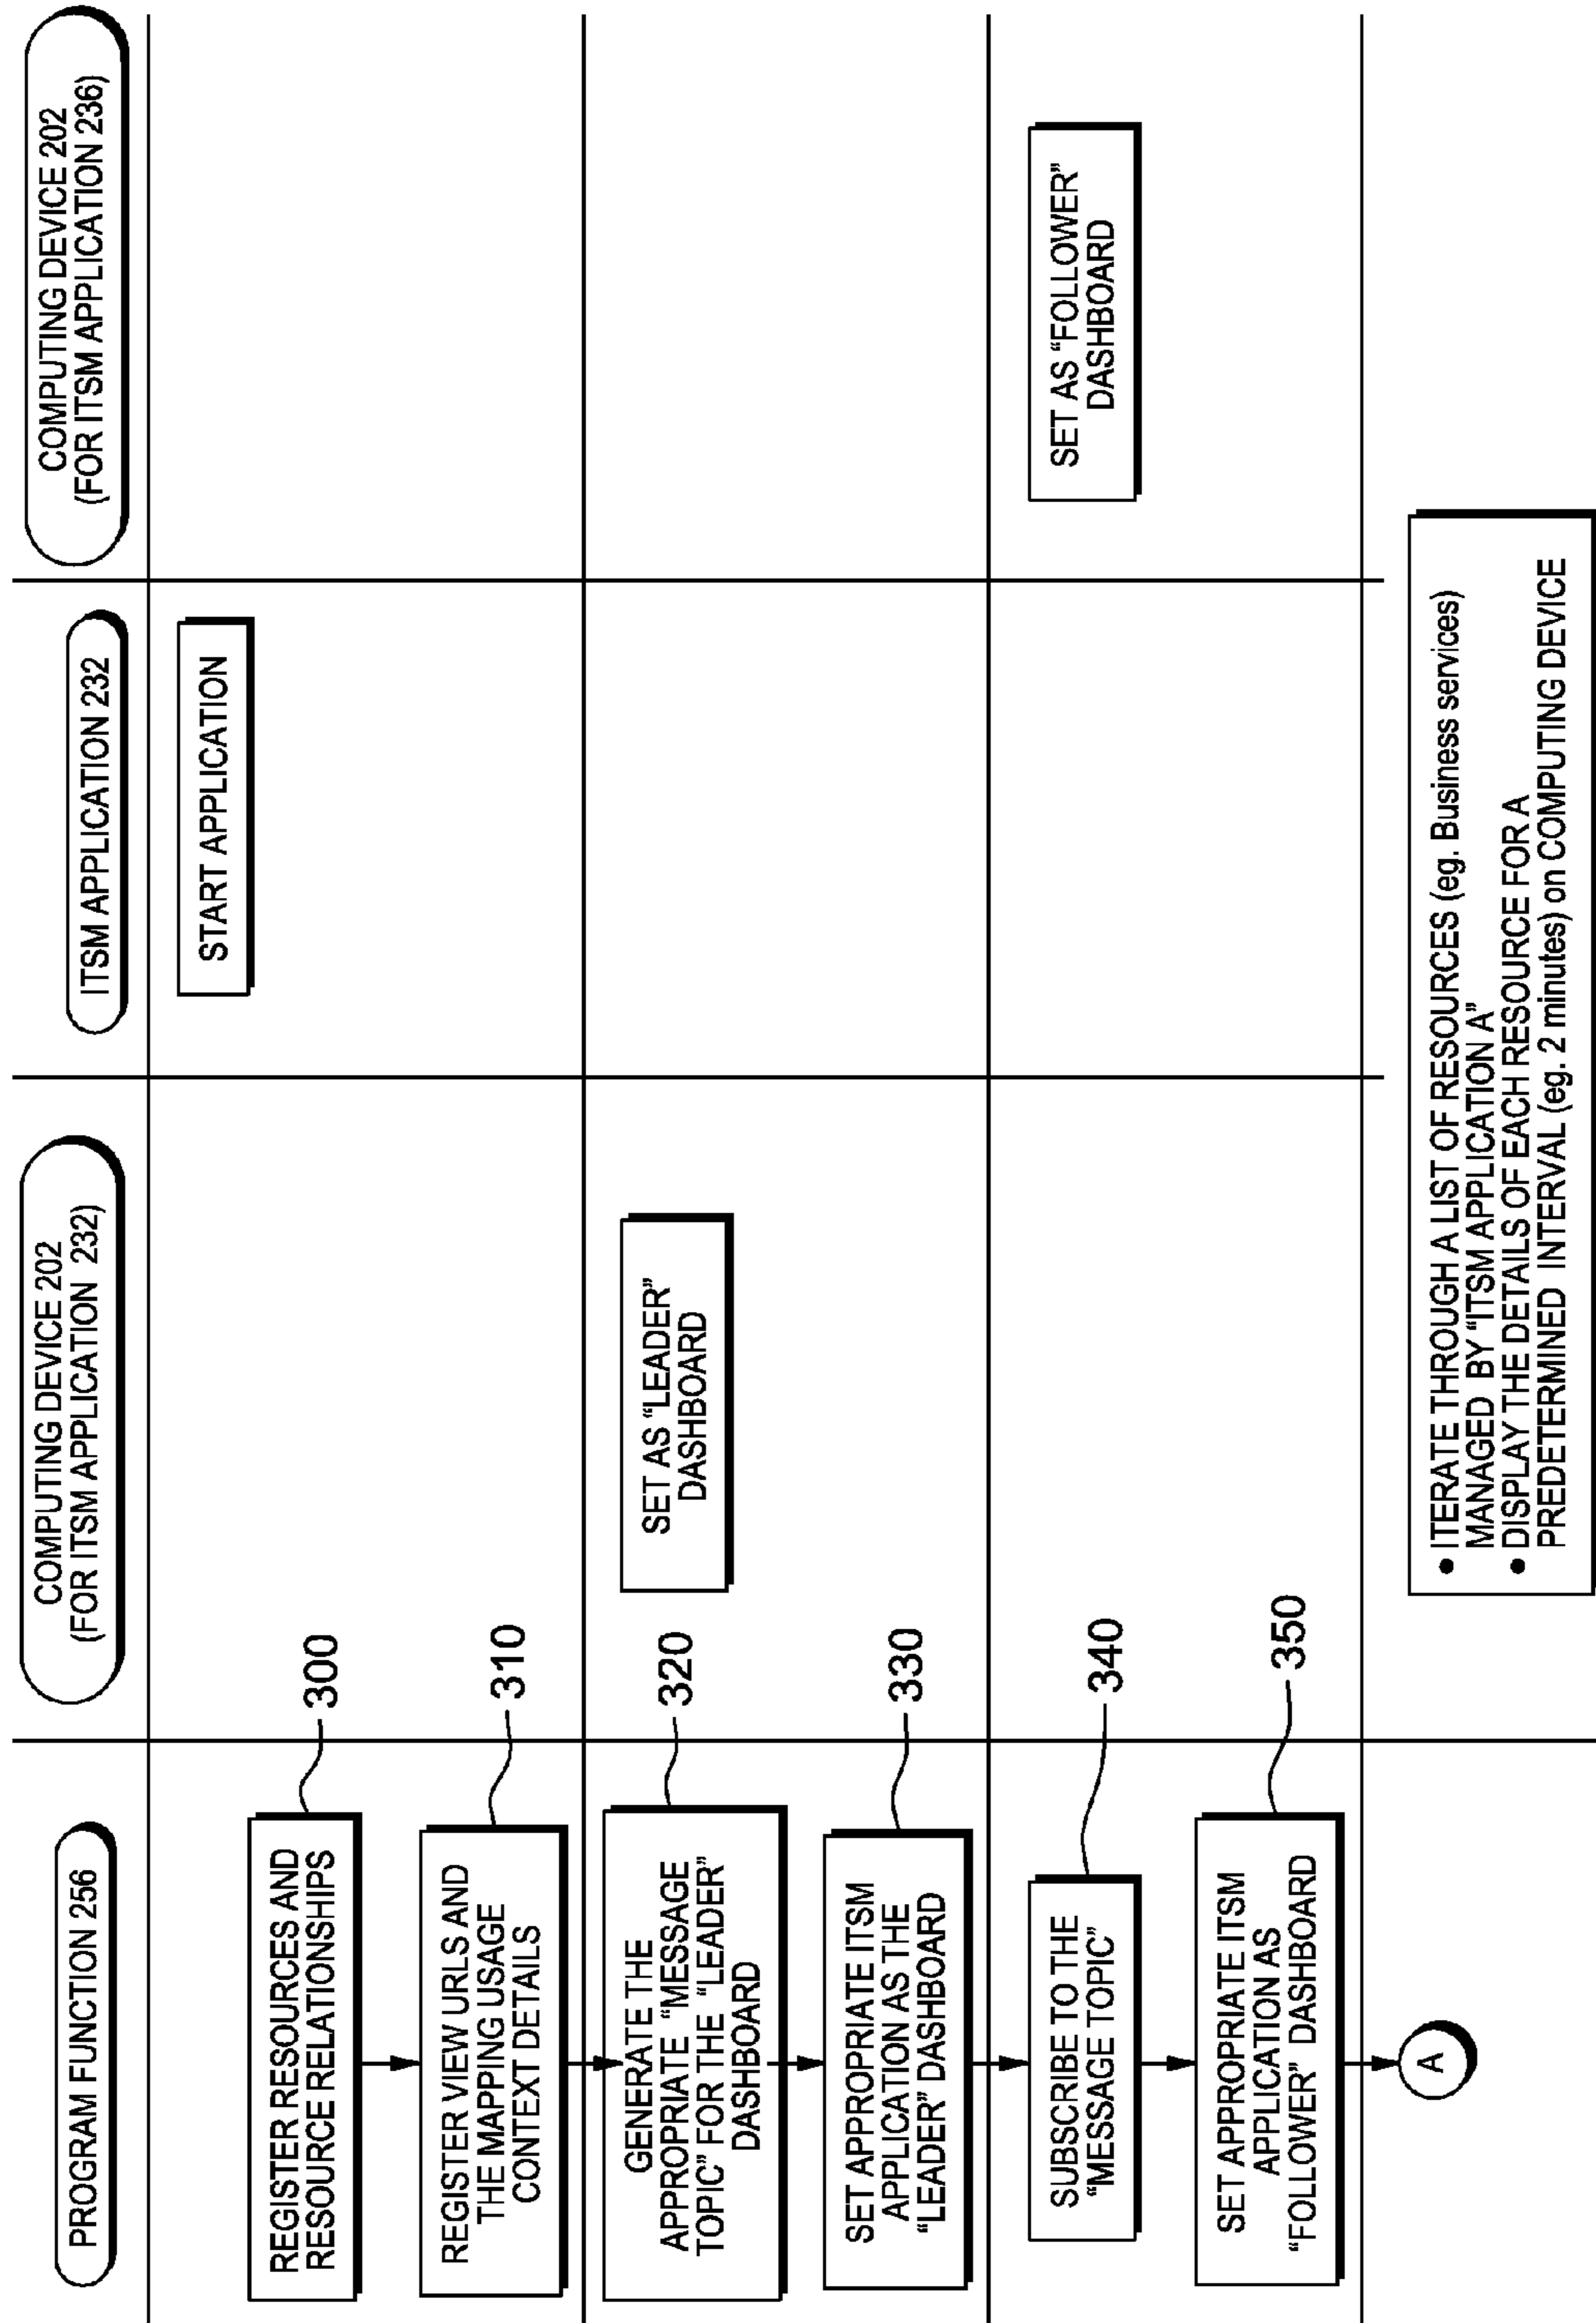 PROGRAM FUNCTION 256
COMPUTING DEVICE 202
(FOR ITSM APPLICATION 232)
ITSM APPLICATION 232
COMPUTING DEVICE 202
(FOR ITSM APPLICATION 236)
REGISTER RESOURCES AND
RESOURCE RELATIONSHIPS
300
START APPLICATION
REGISTER VIEW URLS AND
THE MAPPING USAGE
CONTEXT DETAILS
310
GENERATE THE
APPROPRIATE “MESSAGE
TOPIC” FOR THE “LEADER”
DASHBOARD
320
SET AS “LEADER”
DASHBOARD
SET APPROPRIATE ITSM
APPLICATION AS THE
“LEADER” DASHBOARD
330
SUBSCRIBE TO THE
“MESSAGE TOPIC”
340
SET AS “FOLLOWER”
DASHBOARD
SET APPROPRIATE ITSM
APPLICATION AS
“FOLLOWER” DASHBOARD
350
A
• ITERATE THROUGH A LIST OF RESOURCES (eg. Business services)
MANAGED BY “ITSM APPLICATION A”
• DISPLAY THE DETAILS OF EACH RESOURCE FOR A
PREDETERMINED INTERVAL (eg. 2 minutes) on COMPUTING DEVICE